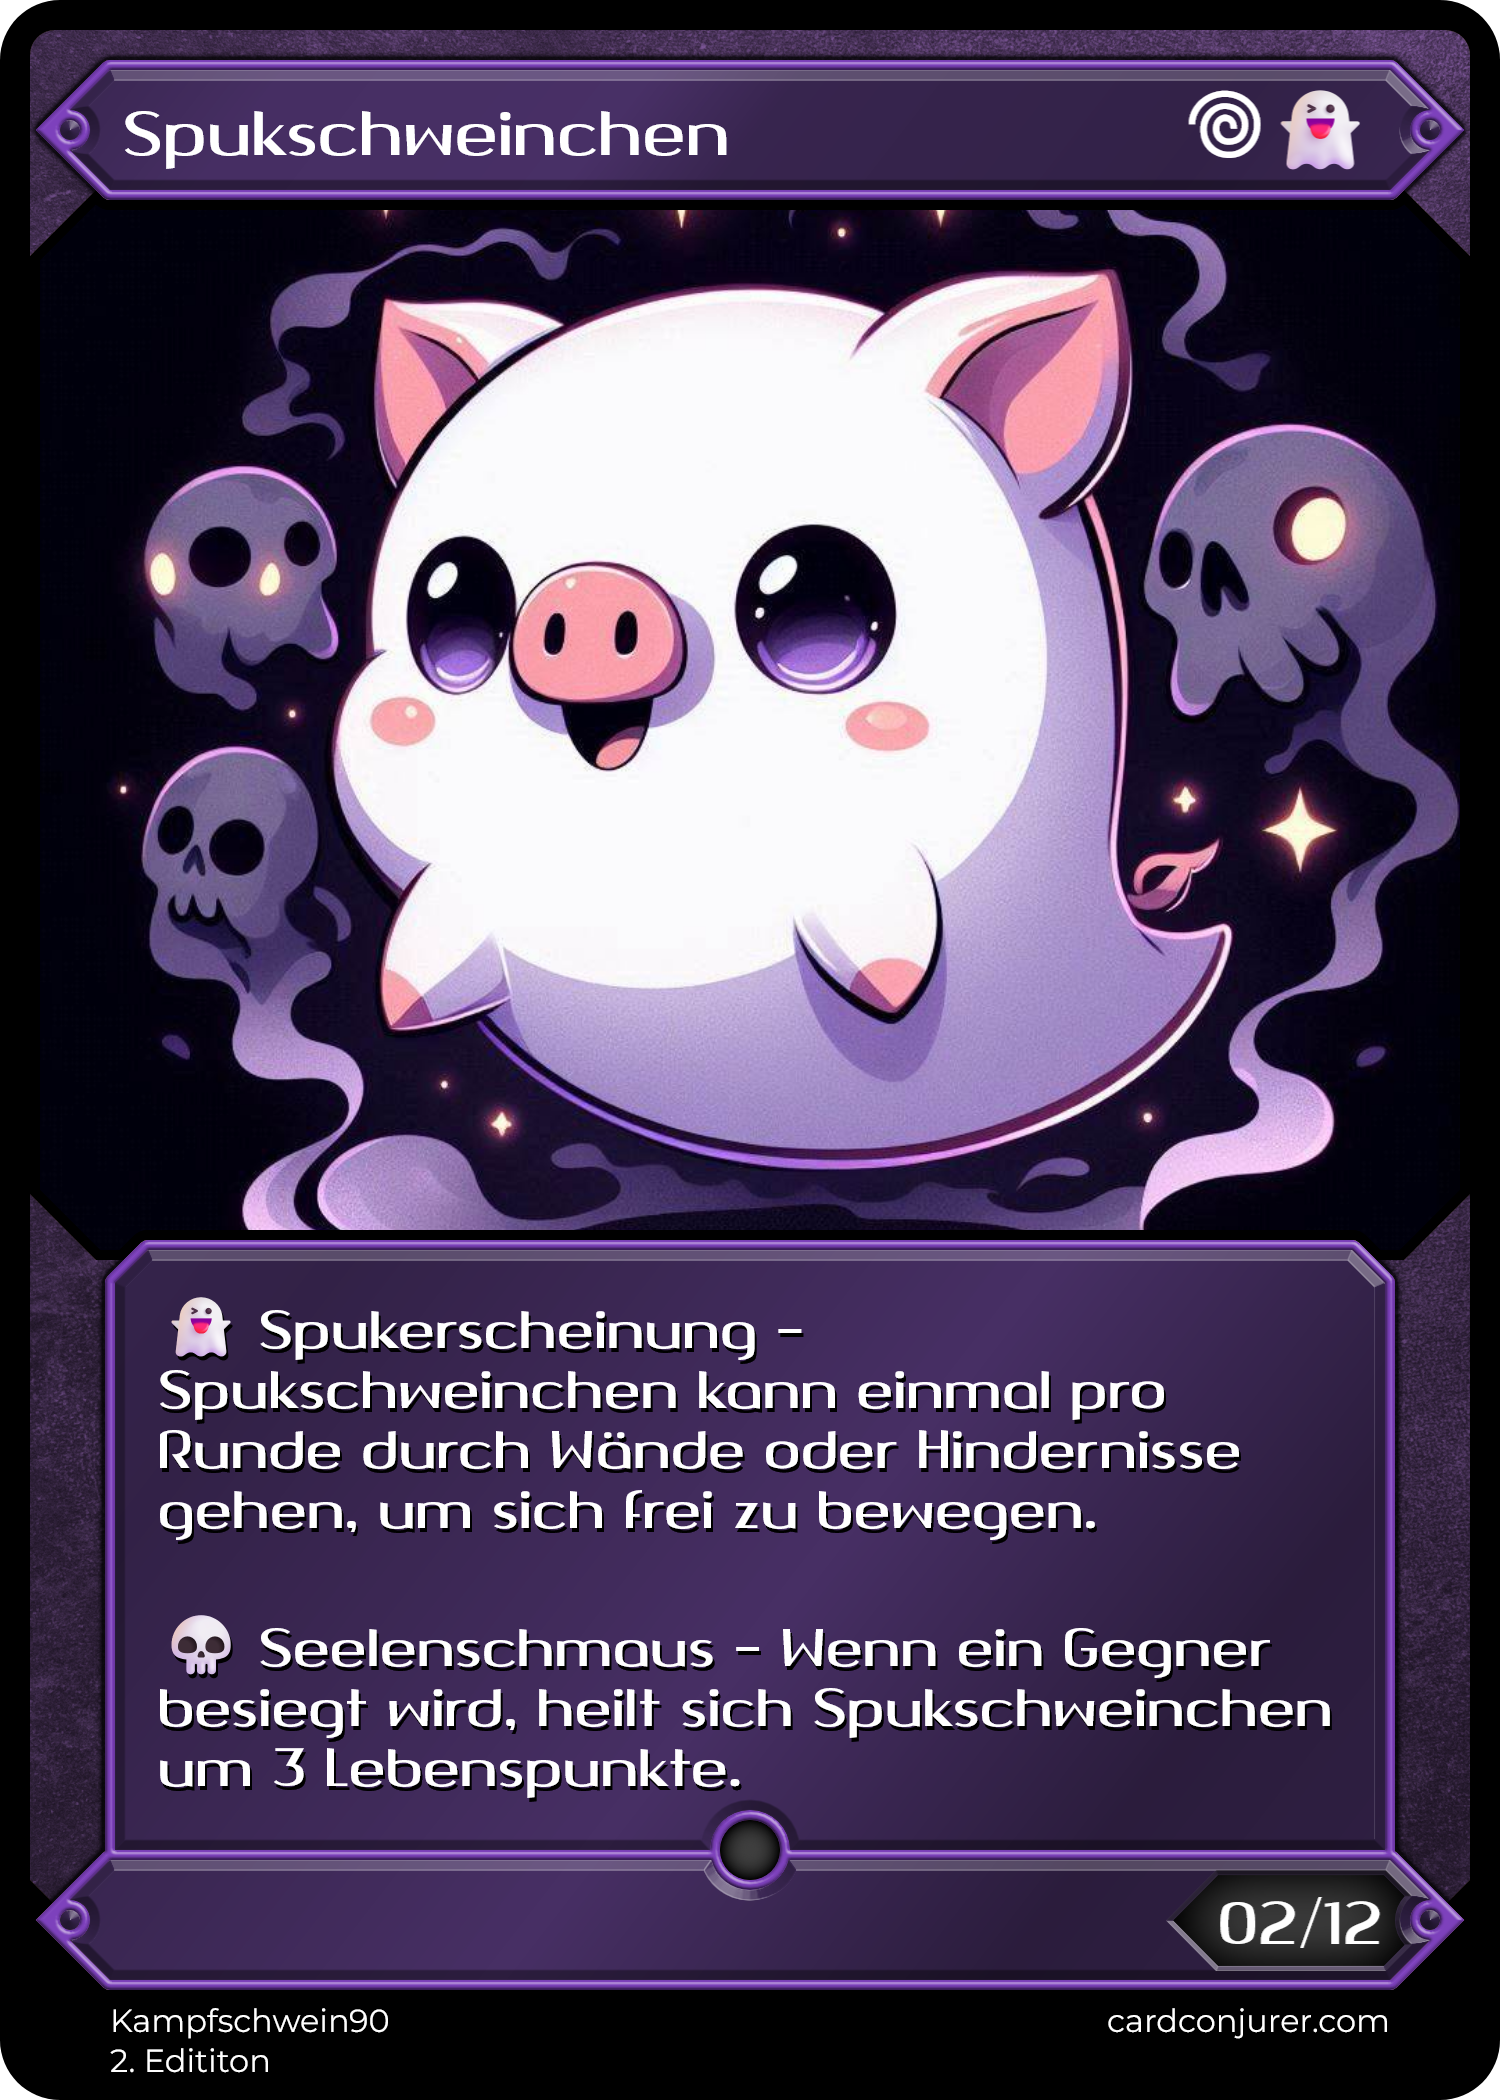 Spukschweinchen
Spukerscheinung -
Spukschweinchen kann einmal pro
Runde durch Wände oder Hindernisse
gehen, um sich frei zu bewegen.
Seelenschmaus - Wenn ein Gegner
besiegt wird, heilt sich Spukschweinchen
um 3 Lebenspunkte.
02/12
Kampfschwein90
cardconjurer.com
2. Edititon